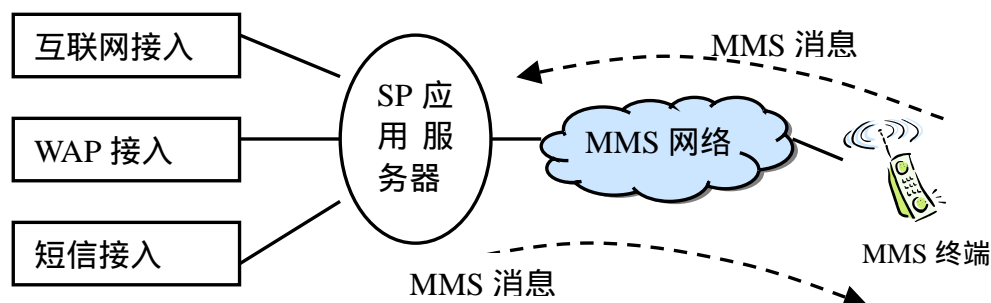 互联网接入
WAP 接入
短信接入
SP 应
用 服
务器
MMS 消息
MMS 网络
MMS 终端
MMS 消息